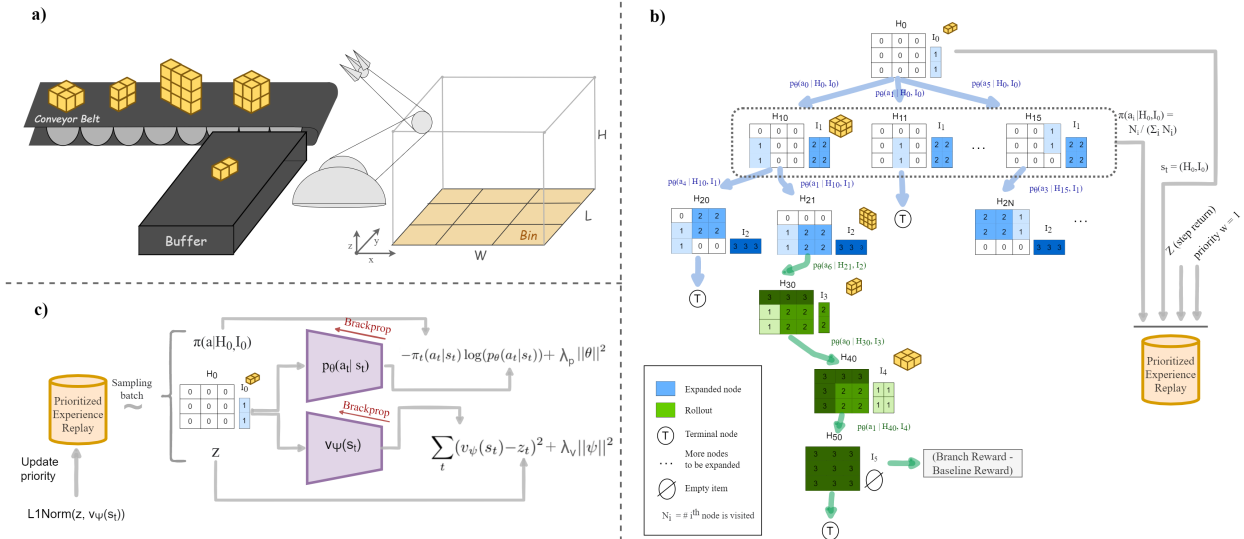 a)
Conveyor Belt
Buffer
Bin
H
L
W
z
y
x
b)
H0
I0
0 0 0
0 0 0
0 0 0
1
1
pθ(a0 | H0, I0)
pθ(a1 | H0, I0)
pθ(a5 | H0, I0)
H10
I1
0 0 0
1 0 0
1 0 0
2 2
2 2
H11
I1
0 0 0
0 1 0
0 1 0
2 2
2 2
...
H15
I1
0 0 1
0 0 1
0 0 0
2 2
2 2
π(ai|H0,I0) =
Ni / (Σi Ni)
st = (H0,I0)
Z (step return)
priority w = 1
pθ(a4 | H10, I1)
pθ(a1 | H10, I1)
pθ(a3 | H15, I1)
H20
0 2 2
1 2 2
1 0 0
I2
3 3 3
H21
0 0 0
1 2 2
1 2 2
I2
3 3 3
T
H2N
2 2 1
2 2 1
0 0 0
I2
3 3 3
...
T
pθ(a6 | H21, I2)
H30
3 3 3
1 2 2
1 2 2
I3
2
2
pθ(a0 | H30, I3)
H40
3 3 3
3 2 2
3 2 2
I4
1 1
1 1
pθ(a1 | H40, I4)
H50
3 3 3
3 3 3
3 3 3
I5
(Branch Reward -
Baseline Reward)
T
Expanded node
Rollout
T
Terminal node
...
More nodes
to be expanded
Empty item
Ni = # ith node is visited
Prioritized
Experience
Replay
c)
Prioritized
Experience
Replay
Sampling
batch
~
Update
priority
L1Norm(z, vψ(st))
π(a|H0,I0)
H0
I0
0 0 0
0 0 0
0 0 0
1
1
Z
Brackprop
pθ(at| st)
Brackprop
vψ(st)
−πt(at|st) log(pθ(at|st)) + λp||θ||²
∑t (vψ(st)−zt)² + λv||ψ||²